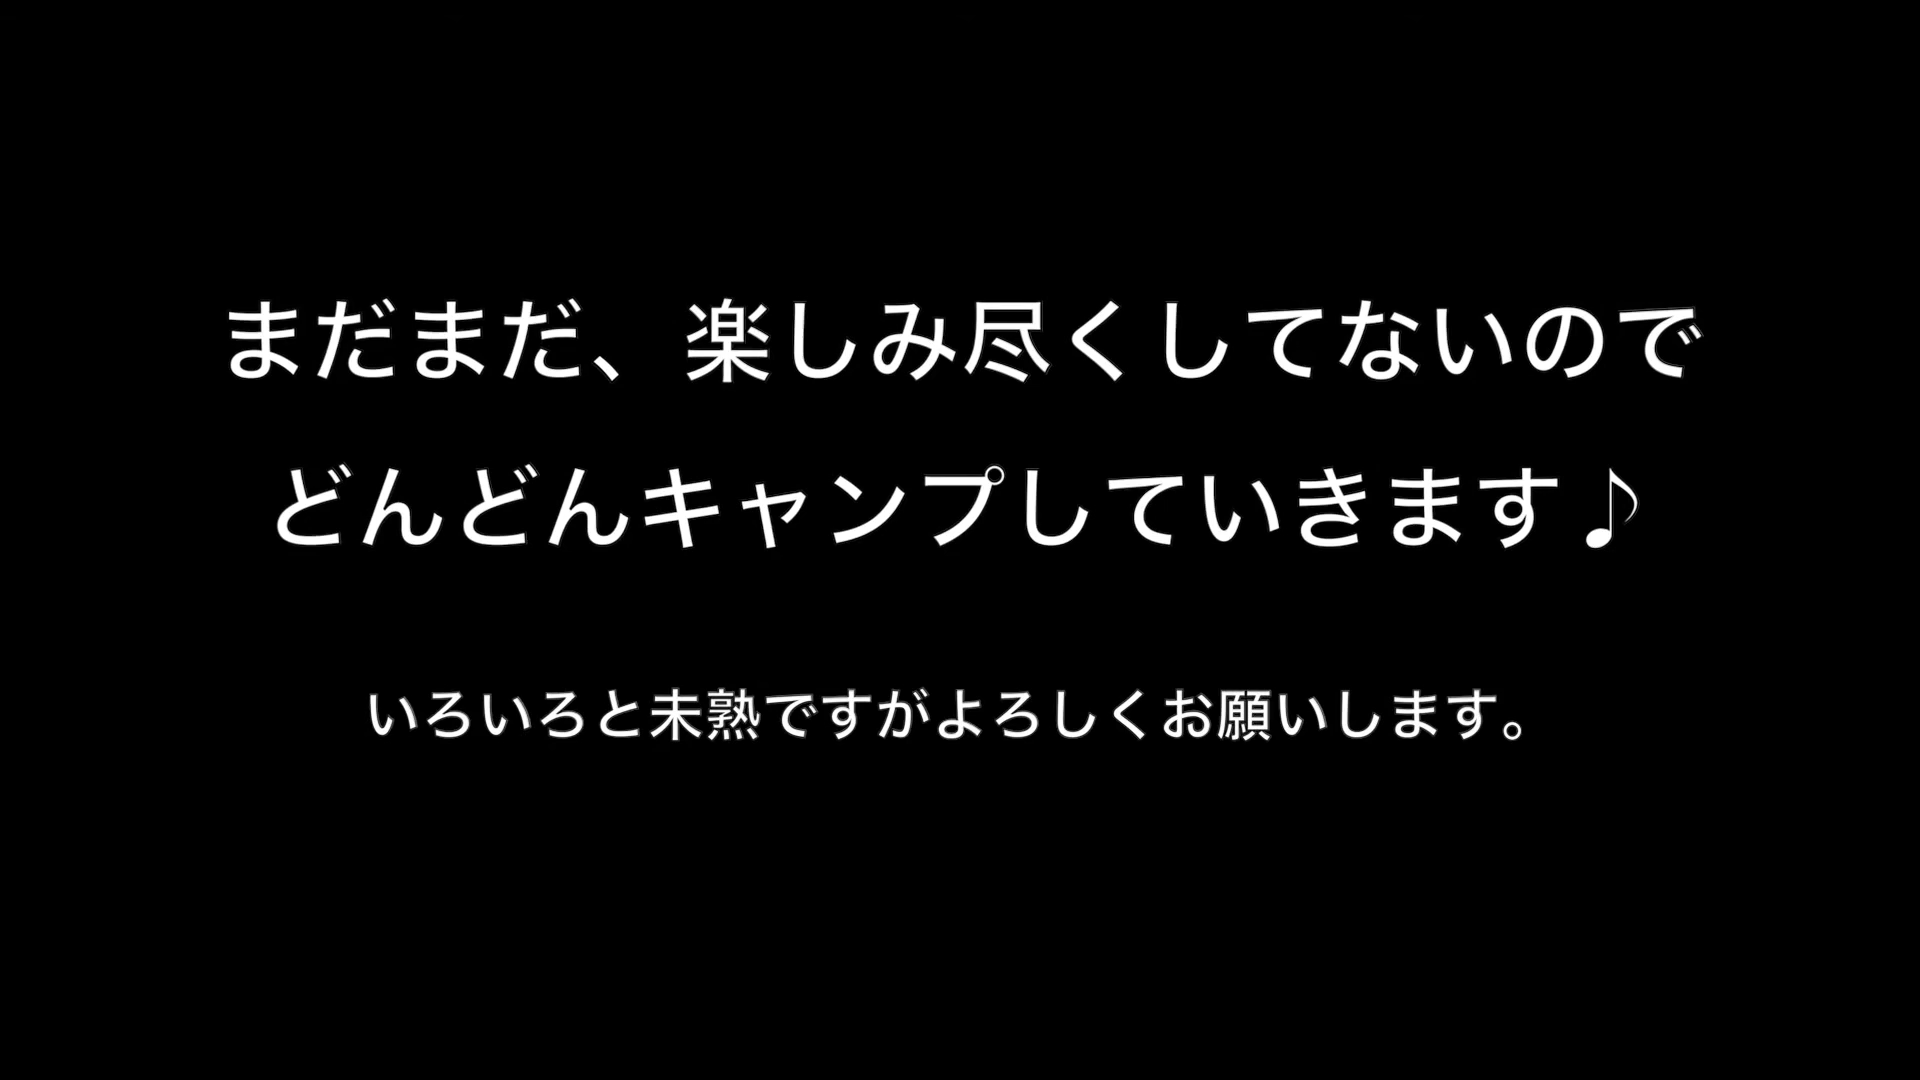 まだまだ、楽しみ尽くしてないので
どんどんキャンプしていきます♪
いろいろと未熟ですがよろしくお願いします。